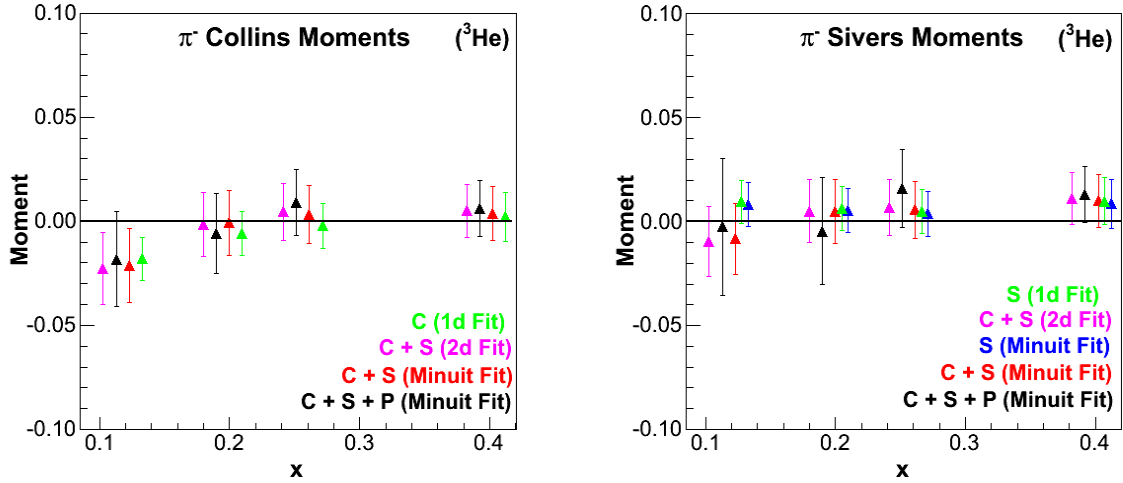 π⁻ Collins Moments (³He)
0.10
0.05
0.00
-0.05
-0.10
Moment
C (1d Fit)
C + S (2d Fit)
C + S (Minuit Fit)
C + S + P (Minuit Fit)
0.1 0.2 0.3 0.4
x
π⁻ Sivers Moments (³He)
0.10
0.05
0.00
-0.05
-0.10
Moment
S (1d Fit)
C + S (2d Fit)
S (Minuit Fit)
C + S (Minuit Fit)
C + S + P (Minuit Fit)
0.1 0.2 0.3 0.4
x